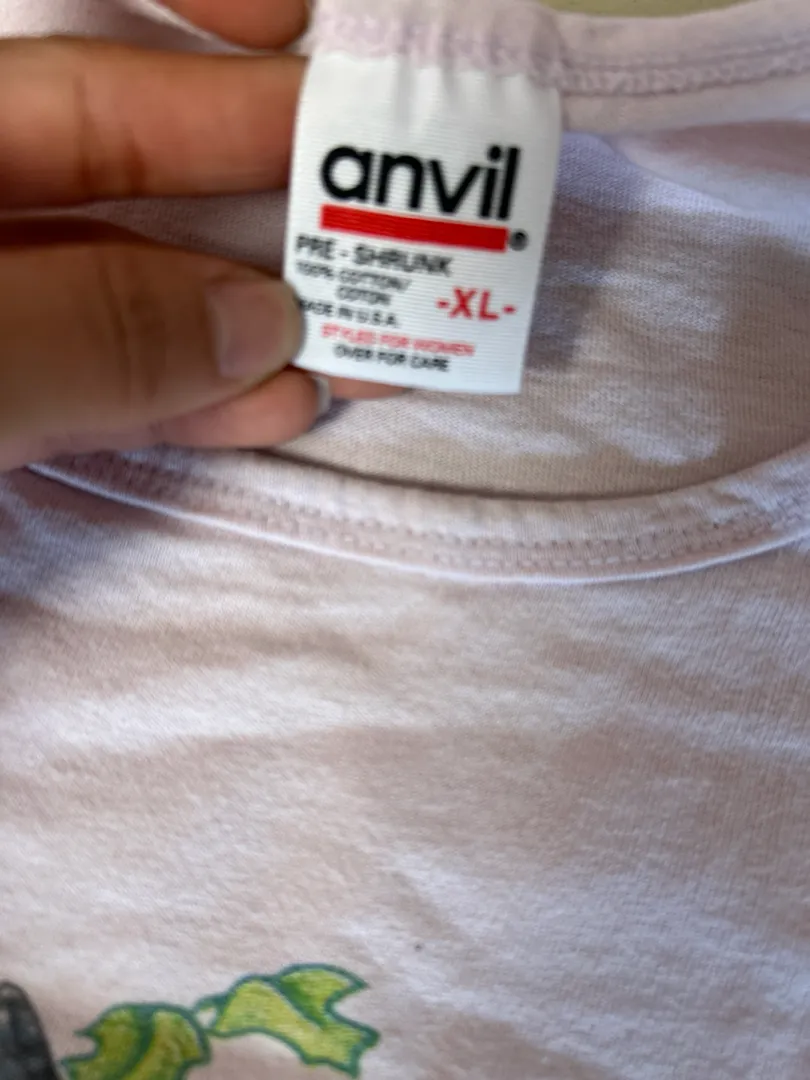 anvil®
PRE - SHRUNK
100% COTTON/
COTON
-XL-
MADE IN U.S.A.
STYLED FOR WOMEN
OVER FOR CARE